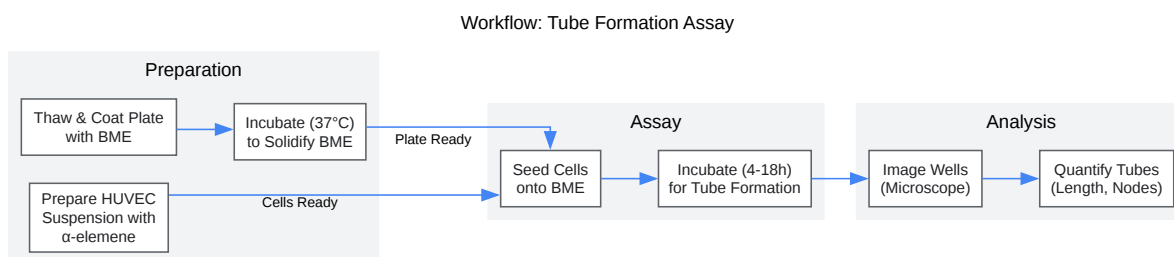 Workflow: Tube Formation Assay
Preparation
Thaw & Coat Plate
with BME
Incubate (37°C)
to Solidify BME
Plate Ready
Prepare HUVEC
Suspension with
α-elemene
Cells Ready
Assay
Seed Cells
onto BME
Incubate (4-18h)
for Tube Formation
Analysis
Image Wells
(Microscope)
Quantify Tubes
(Length, Nodes)